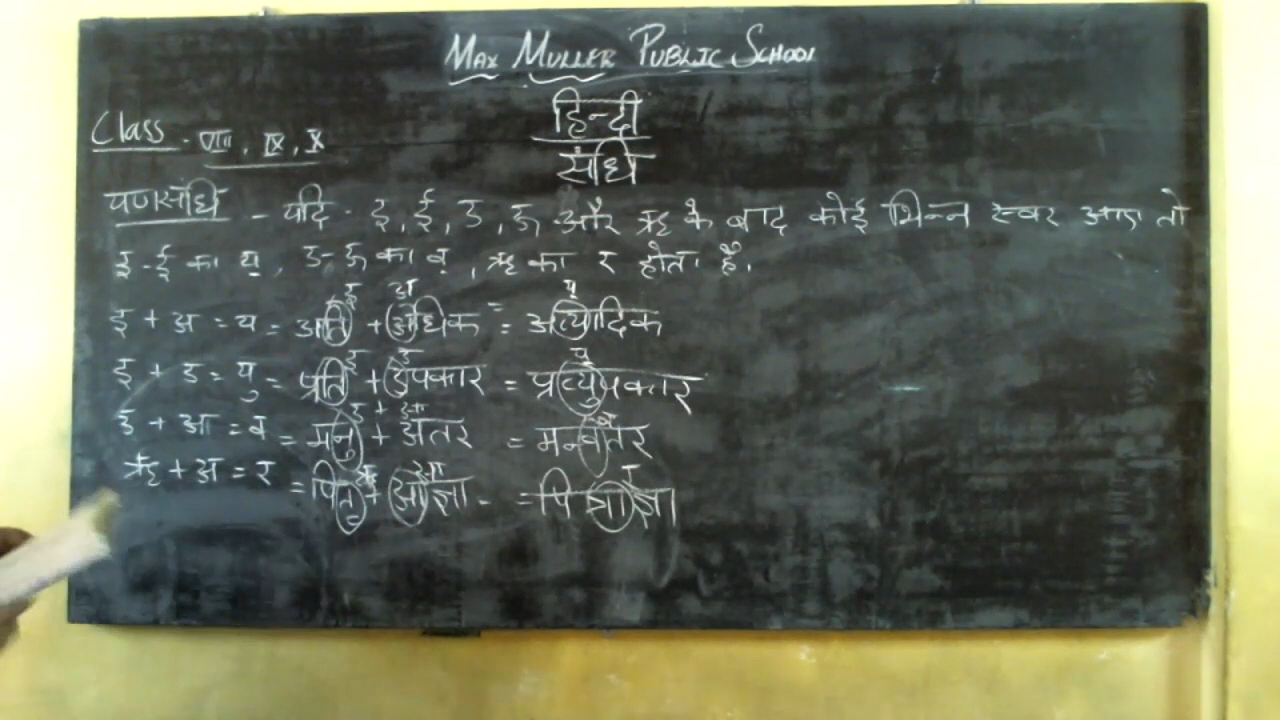 MAX MULLER PUBLIC SCHOOL
हिन्दी
Class - VIII, IX, X
संधि
यणसंधि - यदि - इ, ई, उ, ऊ और ऋ के बाद कोई भिन्न स्वर आए तो
इ - ई का य्, उ - ऊ का व्, ऋ का र होता है.
इ अ य्
इ + अ = य = अति + अधिक = अत्यादिक
इ उ यु
इ + उ = यु = प्रति + उपकार = प्रत्युपकार
उ + आ = व = मनु + अंतर = मन्वंतर
ऋ + अ = र = पितृ + आज्ञा - = पित्राज्ञा